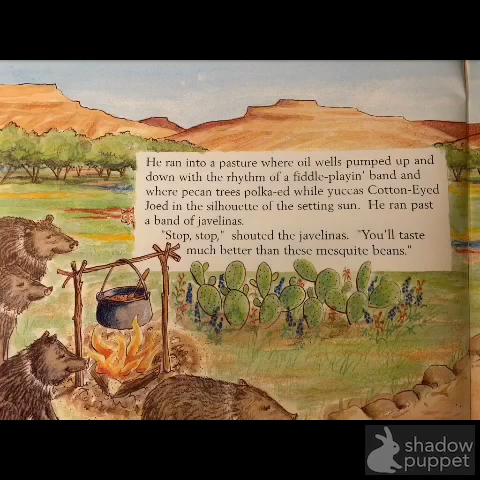 He ran into a pasture where oil wells pumped up and
down with the rhythm of a fiddle-playin' band and
where pecan trees polka-ed while yuccas Cotton-Eyed
Joed in the silhouette of the setting sun.  He ran past
a band of javelinas.
"Stop, stop," shouted the javelinas.  "You'll taste
much better than these mesquite beans."
shadow
puppet